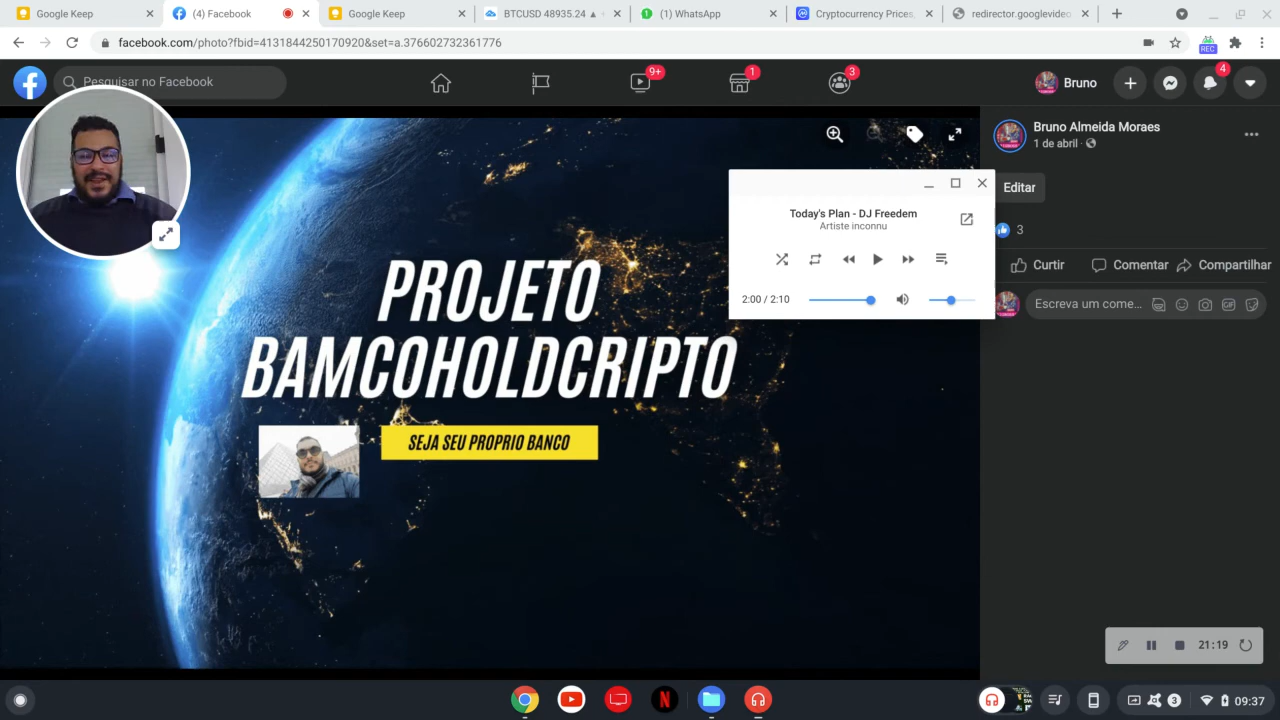 Google Keep
(4) Facebook
Google Keep
BTCUSD 48935.24
(1) WhatsApp
Cryptocurrency Prices,
redirector.googlevideo
facebook.com/photo?fbid=4131844250170920&set=a.376602732361776
REC
Pesquisar no Facebook
9+
1
3
Bruno
4
Bruno Almeida Moraes
1 de abril ·
Editar
3
Curtir
Comentar
Compartilhar
Escreva um come...
GIF
Today's Plan - DJ Freedem
Artiste inconnu
2:00 / 2:10
PROJETO
BAMCOHOLDCRIPTO
SEJA SEU PROPRIO BANCO
21:19
3
09:37